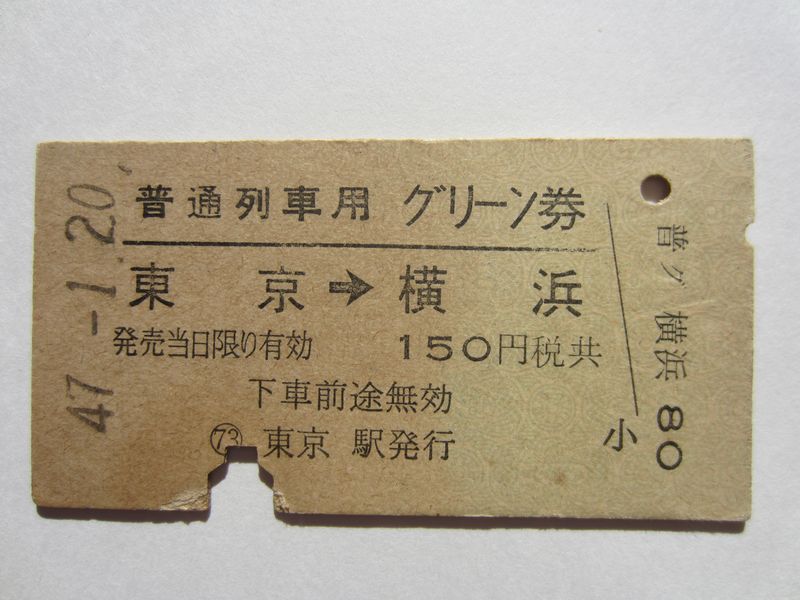 47.-1.20
普通列車用 グリーン券
東京→横浜
発売当日限り有効 150円税共
下車前途無効
㊆ 東京 駅発行
小
普グ 横浜 80